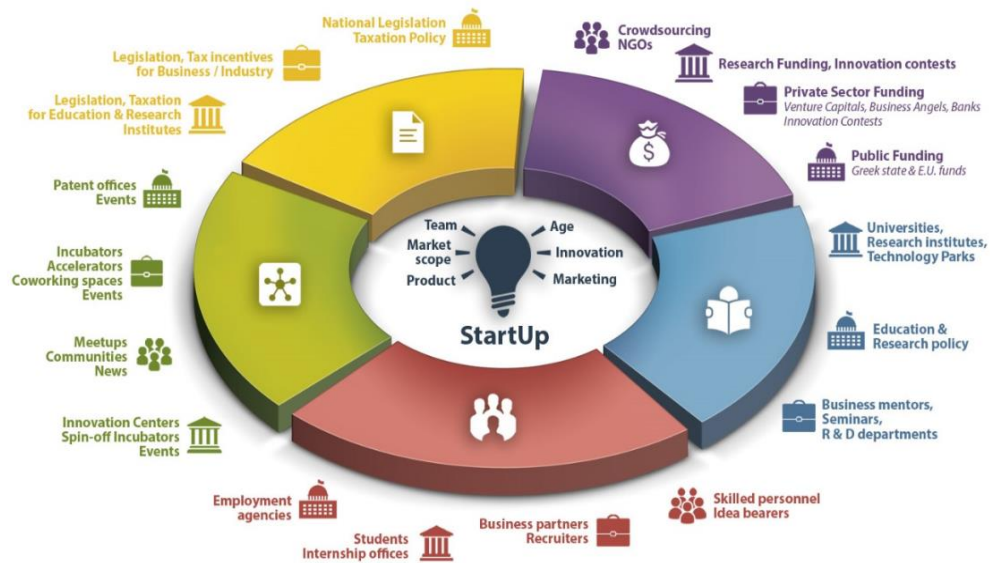 National Legislation
Taxation Policy
Legislation, Tax incentives
for Business / Industry
Legislation, Taxation
for Education & Research
Institutes
Crowdsourcing
NGOs
Research Funding, Innovation contests
Private Sector Funding
Venture Capitals, Business Angels, Banks
Innovation Contests
Public Funding
Greek state & E.U. funds
$
Patent offices
Events
Incubators
Accelerators
Coworking spaces
Events
Meetups
Communities
News
Innovation Centers
Spin-off Incubators
Events
Team
Market
scope
Product
Age
Innovation
Marketing
StartUp
Universities,
Research institutes,
Technology Parks
Education &
Research policy
Business mentors,
Seminars,
R & D departments
Employment
agencies
Students
Internship offices
Business partners
Recruiters
Skilled personnel
Idea bearers